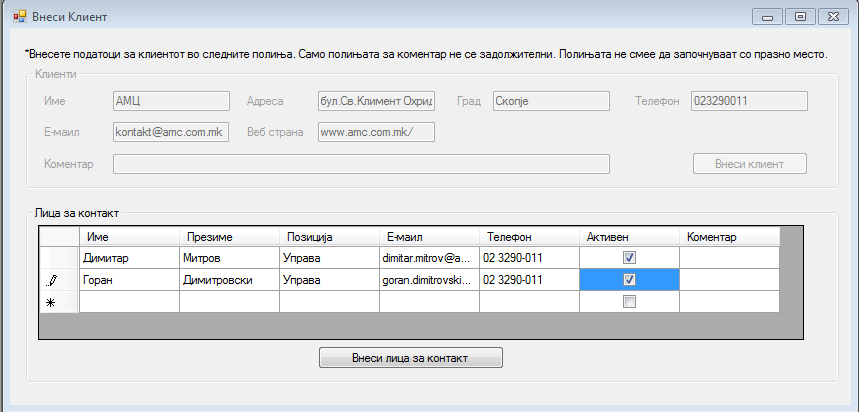 Внеси Клиент
*Внесете податоци за клиентот во следните полиња. Само полињата за коментар не се задолжителни. Полињата не смее да започнуваат со празно место.
Клиенти
Име АМЦ Адреса бул.Св.Климент Охрид Град Скопје Телефон 023290011
Е-маил kontakt@amc.com.mk Веб страна www.amc.com.mk/
Коментар Внеси клиент
Лица за контакт
Име Презиме Позиција Е-маил Телефон Активен Коментар
Димитар Митров Управа dimitar.mitrov@a... 02 3290-011
Горан Димитровски Управа goran.dimitrovski... 02 3290-011
Внеси лица за контакт